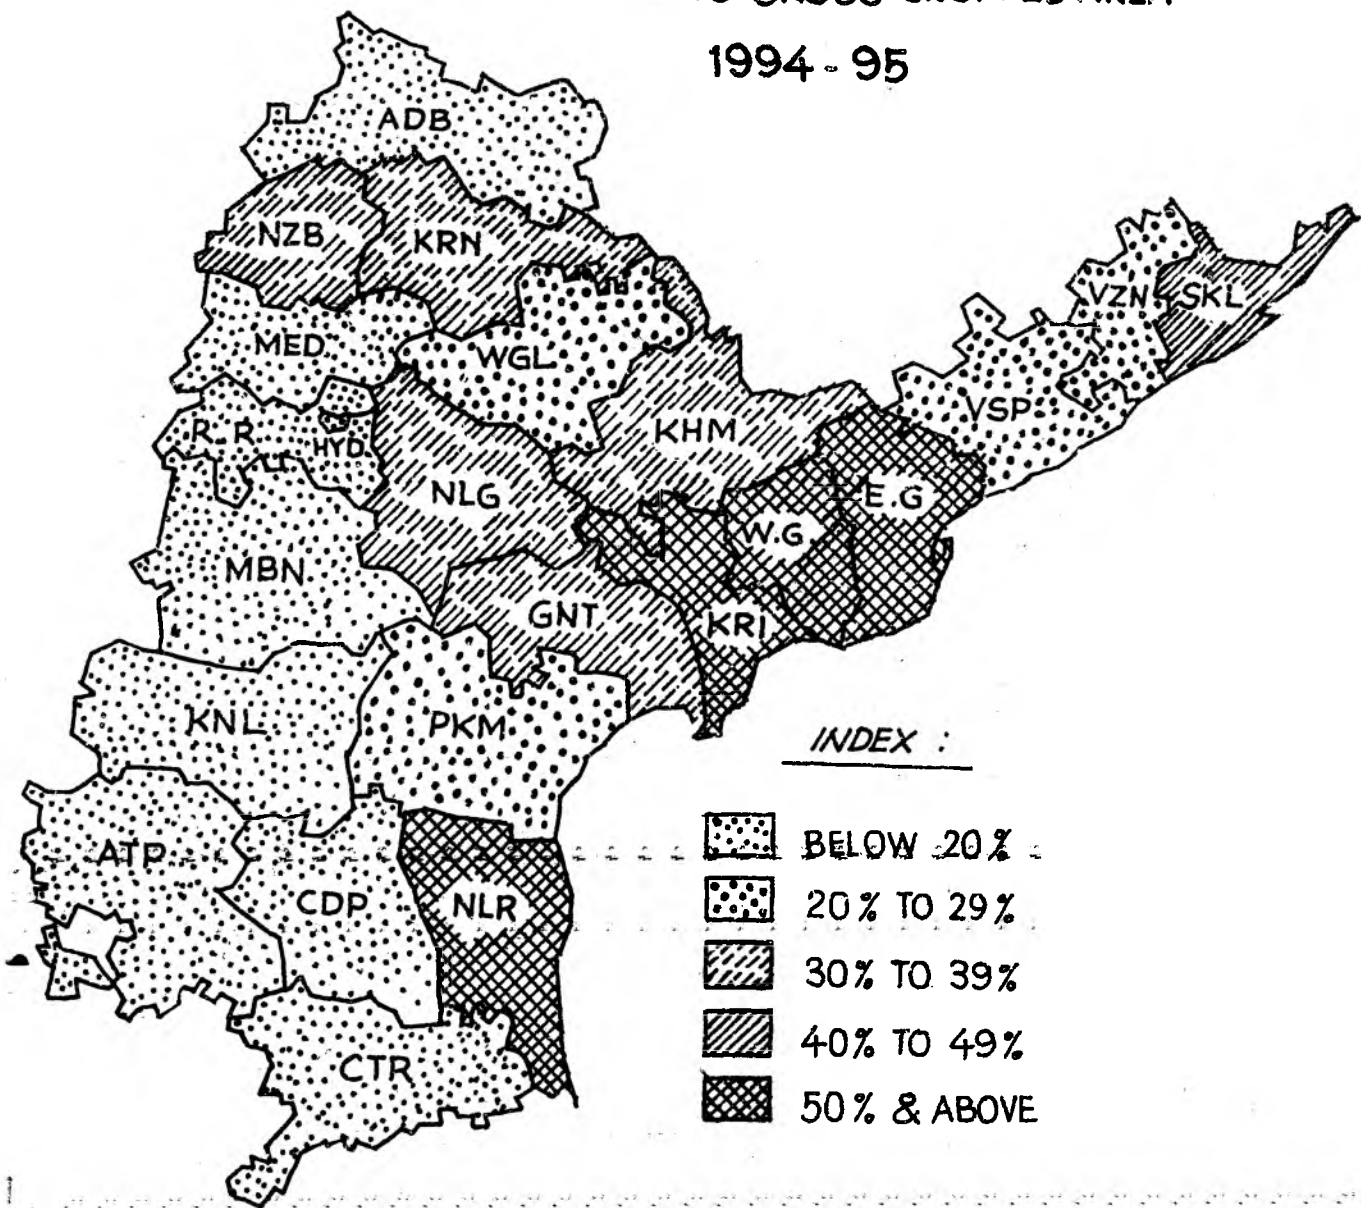 1994-95
ADB
NZB
KRN
MED
WGL
R.R
HYD
KHM
NLG
MBN
GNT
W.G
E.G
KRI
VSP
VZN
SKL
KNL
PKM
ATP
CDP
NLR
CTR
INDEX :
BELOW 20%
20% TO 29%
30% TO 39%
40% TO 49%
50% & ABOVE